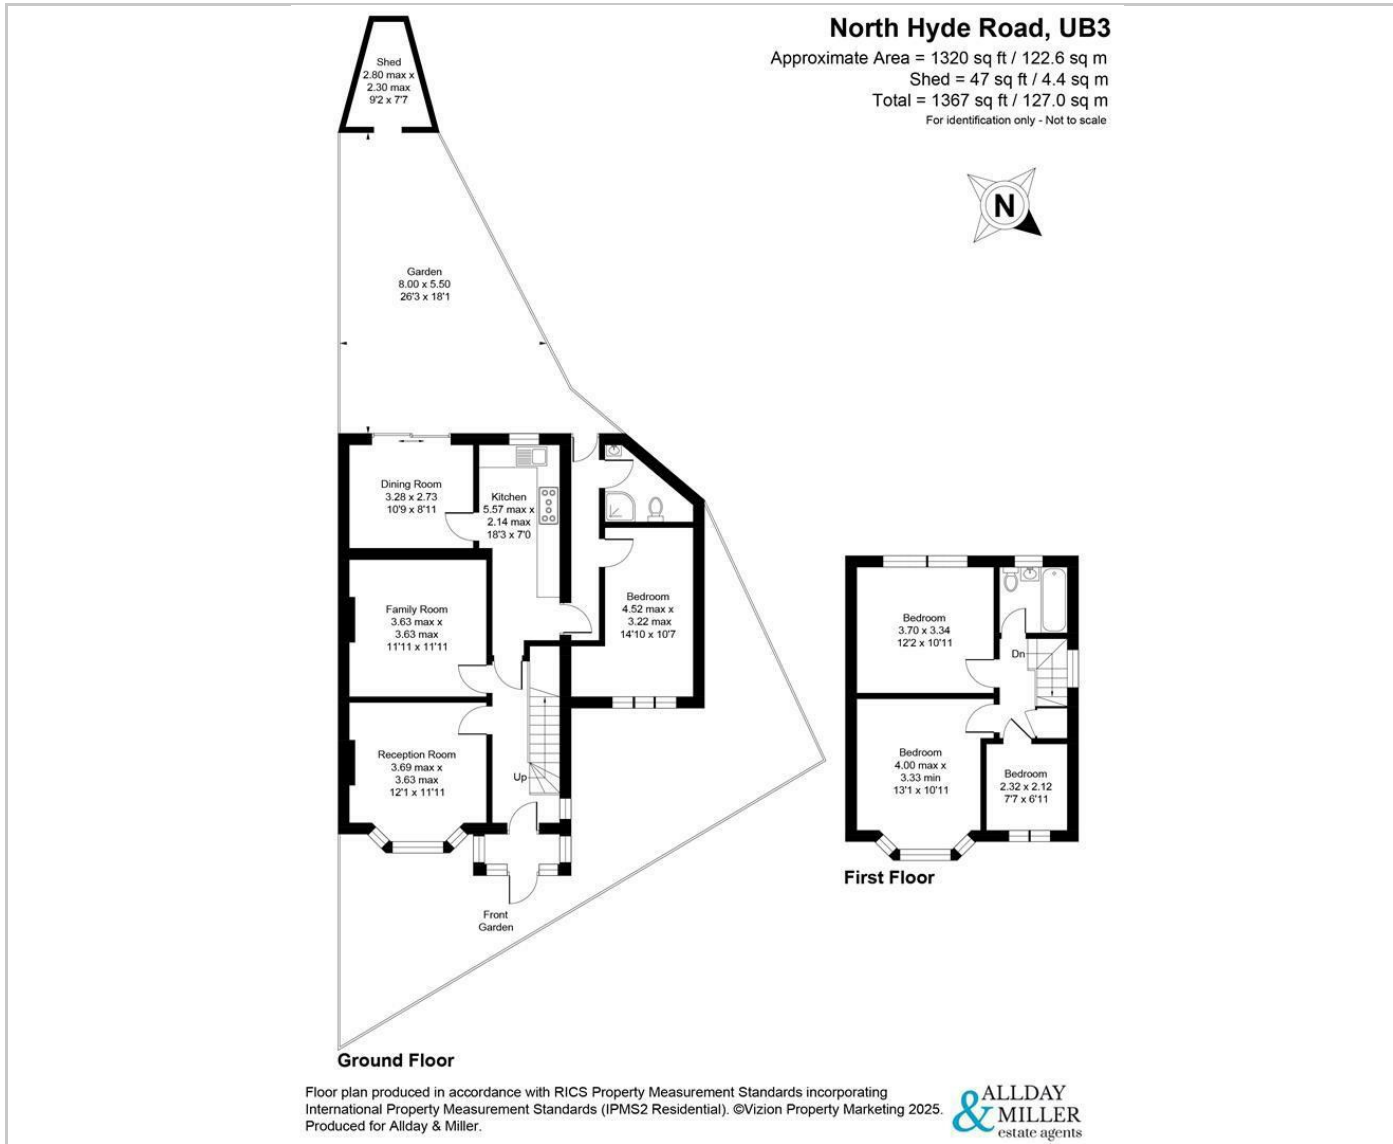 North Hyde Road, UB3
Approximate Area = 1320 sq ft / 122.6 sq m
Shed = 47 sq ft / 4.4 sq m
Total = 1367 sq ft / 127.0 sq m
For identification only - Not to scale
N
Shed
2.80 max x
2.30 max
9'2 x 7'7
Garden
8.00 x 5.50
26'3 x 18'1
Dining Room
3.28 x 2.73
10'9 x 8'11
Kitchen
5.57 max x
2.14 max
18'3 x 7'0
Family Room
3.63 max x
3.63 max
11'11 x 11'11
Bedroom
4.52 max x
3.22 max
14'10 x 10'7
Reception Room
3.69 max x
3.63 max
12'1 x 11'11
Up
Front
Garden
Ground Floor
Bedroom
3.70 x 3.34
12'2 x 10'11
Dn
Bedroom
4.00 max x
3.33 min
13'1 x 10'11
Bedroom
2.32 x 2.12
7'7 x 6'11
First Floor
Floor plan produced in accordance with RICS Property Measurement Standards incorporating
International Property Measurement Standards (IPMS2 Residential). ©Vizion Property Marketing 2025.
Produced for Allday & Miller.
ALLDAY
& MILLER
estate agents